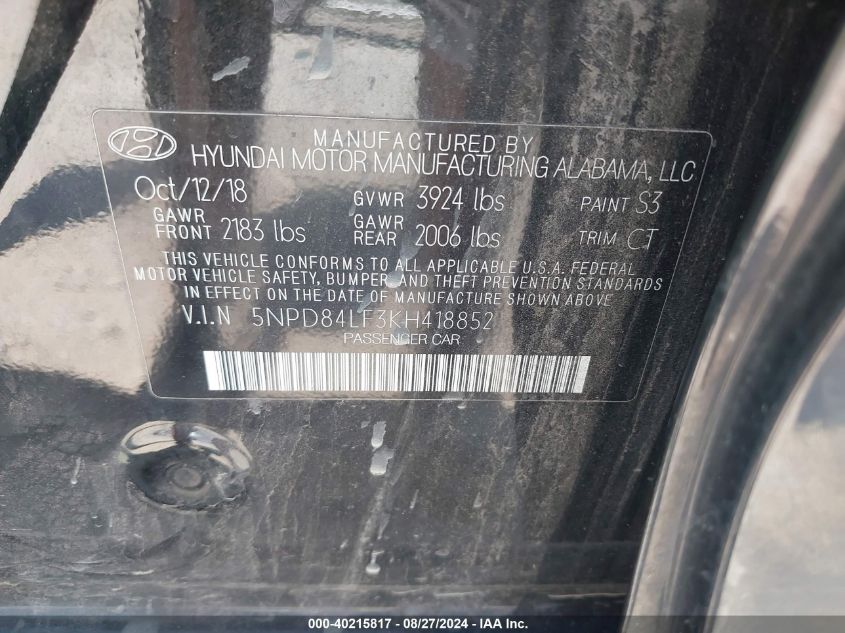 MANUFACTURED BY
HYUNDAI MOTOR MANUFACTURING ALABAMA, LLC
Oct/12/18 GVWR 3924 lbs PAINT S3
GAWR FRONT 2183 lbs GAWR REAR 2006 lbs TRIM CT
THIS VEHICLE CONFORMS TO ALL APPLICABLE U.S.A. FEDERAL
MOTOR VEHICLE SAFETY, BUMPER, AND THEFT PREVENTION STANDARDS
IN EFFECT ON THE DATE OF MANUFACTURE SHOWN ABOVE.
V.I.N 5NPD84LF3KH418852
PASSENGER CAR
000-40215817 - 08/27/2024 - IAA Inc.